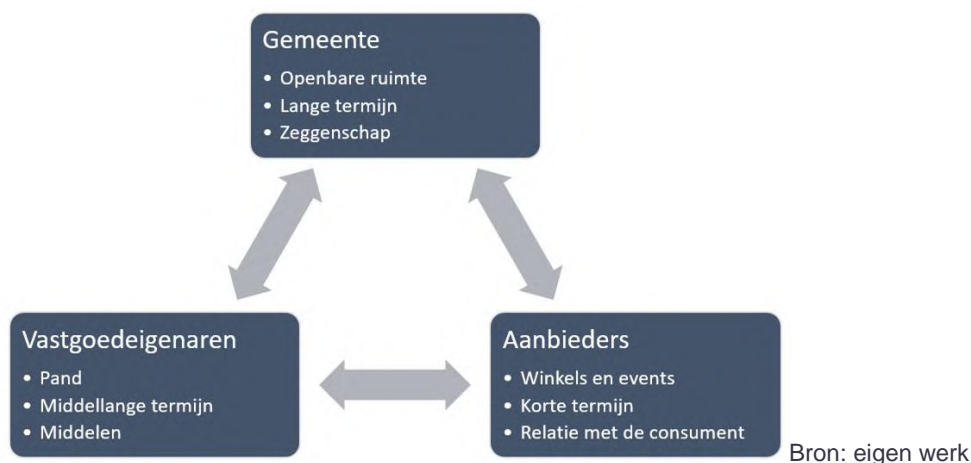 Gemeente
• Openbare ruimte
• Lange termijn
• Zeggenschap
Vastgoedeigenaren
• Pand
• Middellange termijn
• Middelen
Aanbieders
• Winkels en events
• Korte termijn
• Relatie met de consument
Bron: eigen werk